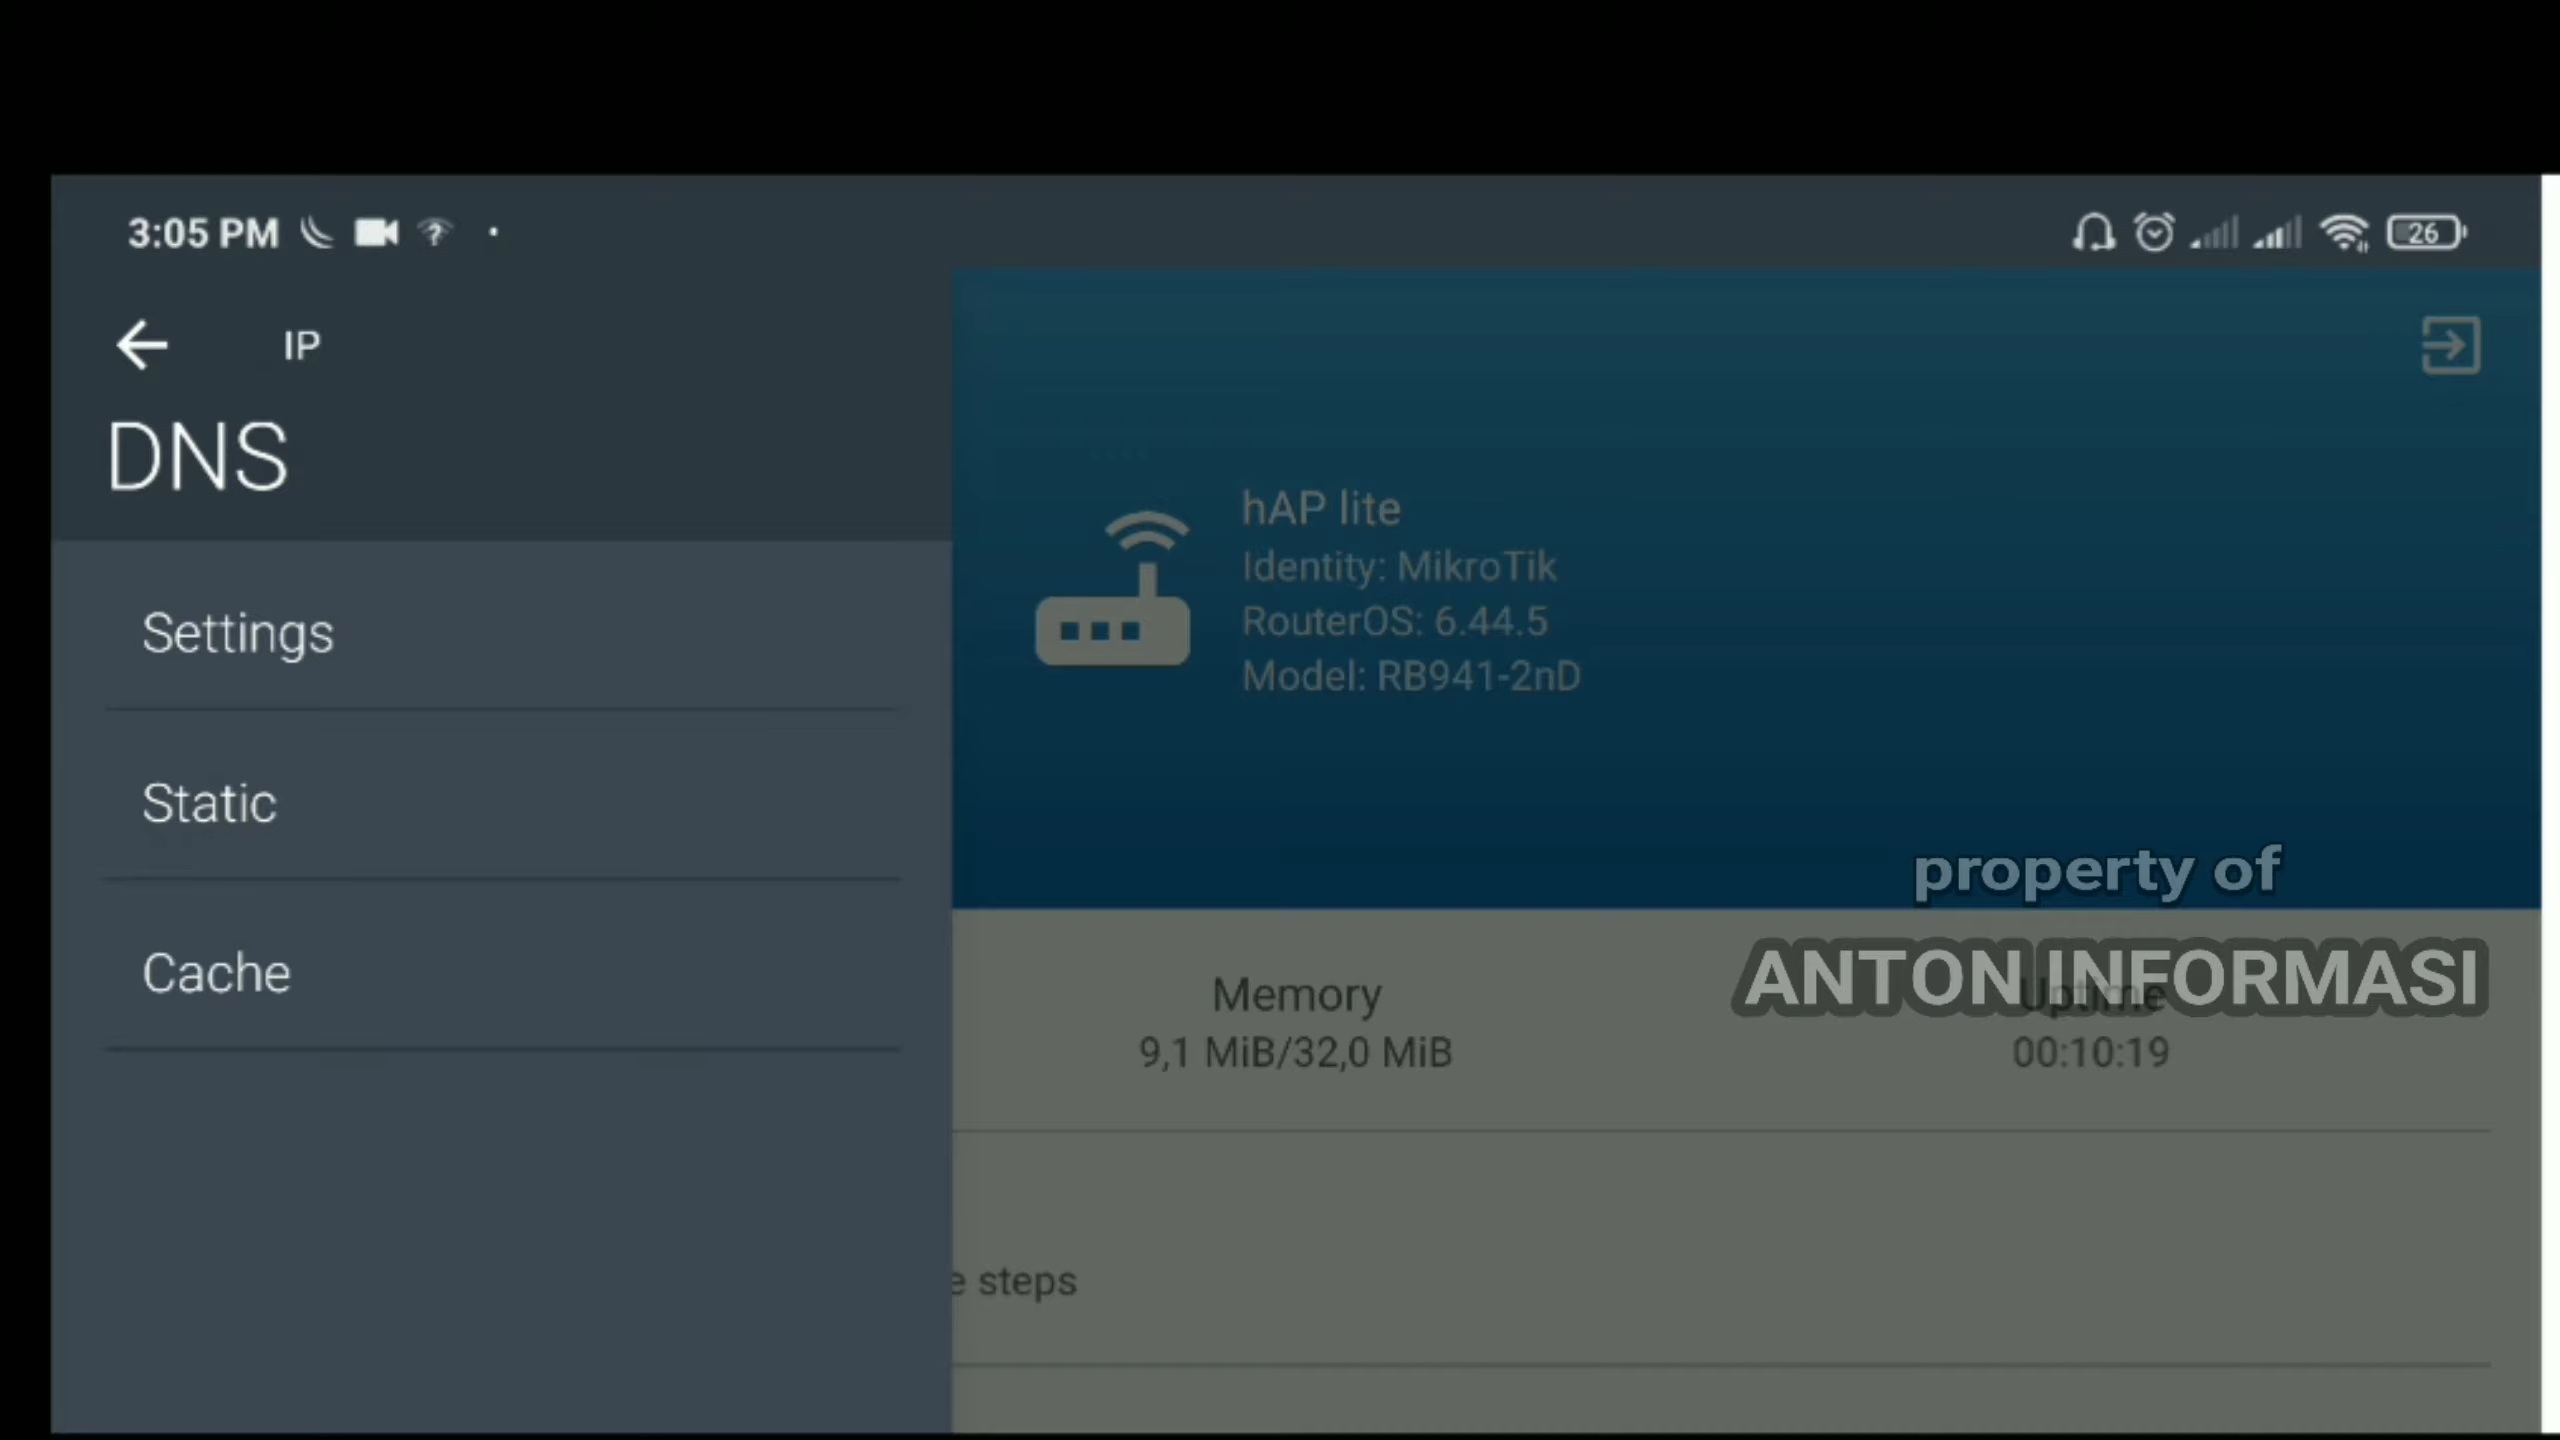 3:05 PM
26
IP
DNS
Settings
Static
Cache
hAP lite
Identity: MikroTik
RouterOS: 6.44.5
Model: RB941-2nD
property of
ANTON INFORMASI
Memory
Uptime
9,1 MiB/32,0 MiB
00:10:19
e steps